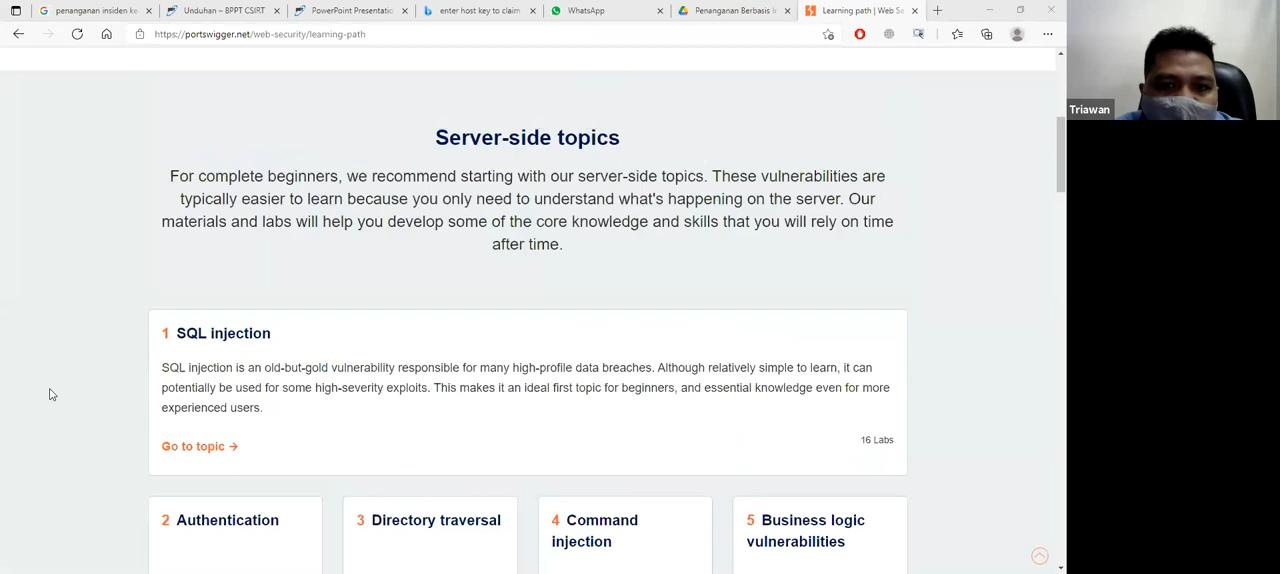 penanganan insiden ke
Unduhan – BPPT CSIRT
PowerPoint Presentatio
enter host key to claim
WhatsApp
Penanganan Berbasis In
Learning path | Web Se
https://portswigger.net/web-security/learning-path
Triawan
Server-side topics
For complete beginners, we recommend starting with our server-side topics. These vulnerabilities are
typically easier to learn because you only need to understand what's happening on the server. Our
materials and labs will help you develop some of the core knowledge and skills that you will rely on time
after time.
1 SQL injection
SQL injection is an old-but-gold vulnerability responsible for many high-profile data breaches. Although relatively simple to learn, it can
potentially be used for some high-severity exploits. This makes it an ideal first topic for beginners, and essential knowledge even for more
experienced users.
Go to topic →
16 Labs
2 Authentication
3 Directory traversal
4 Command
injection
5 Business logic
vulnerabilities